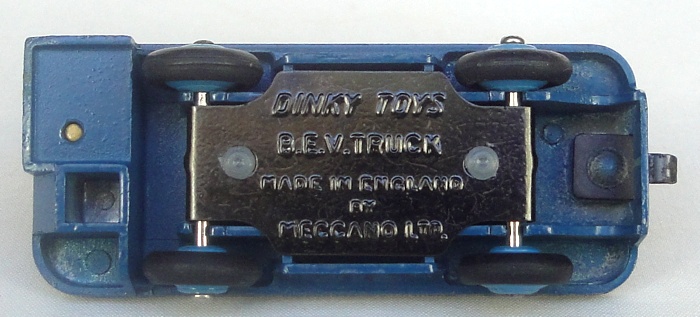 DINKY TOYS
B.E.V. TRUCK
MADE IN ENGLAND
BY
MECCANO LTD.